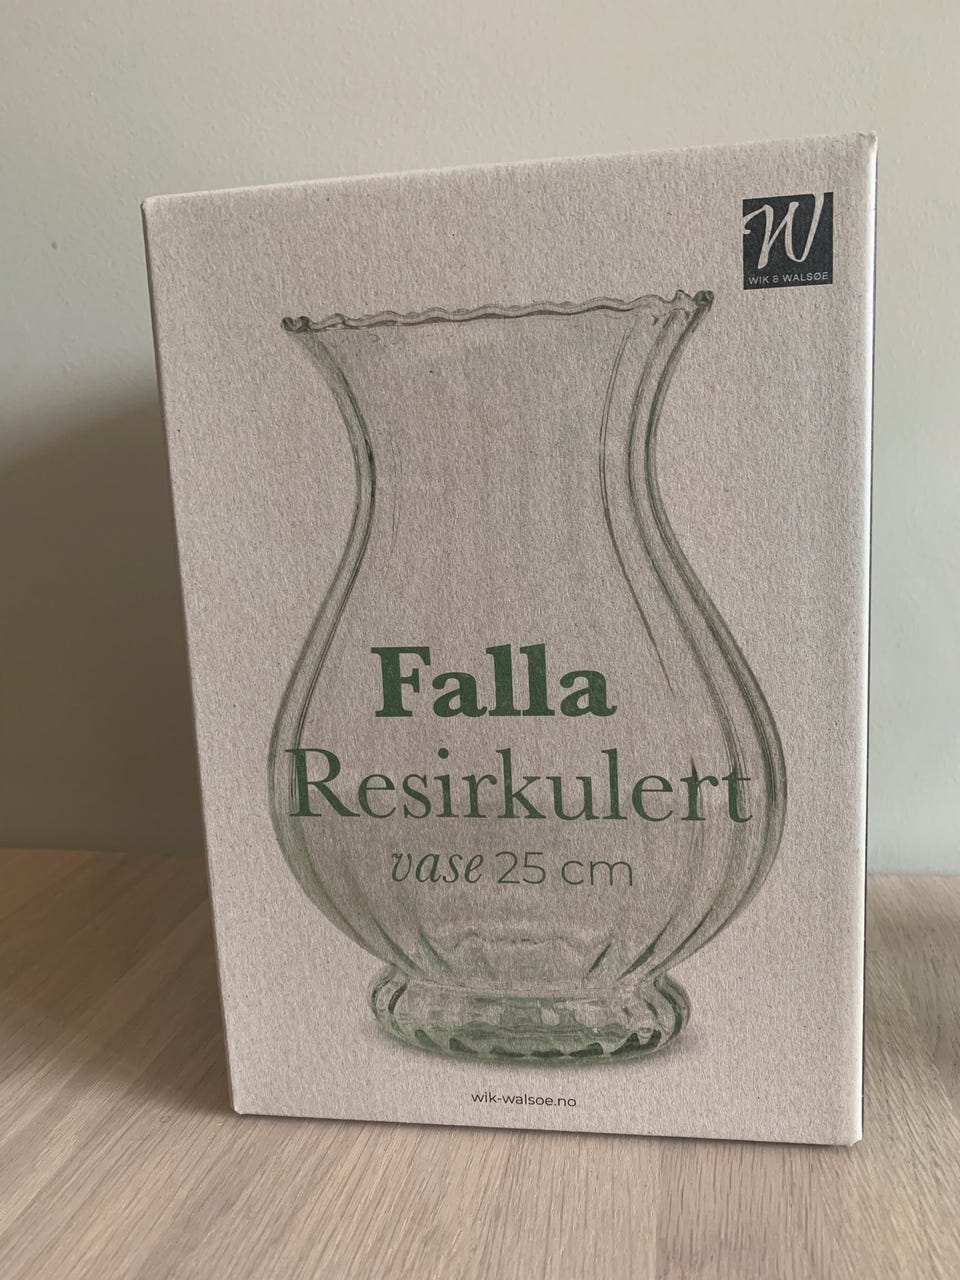 W
WIK & WALSØE
Falla
Resirkulert
vase 25 cm
wik-walsoe.no